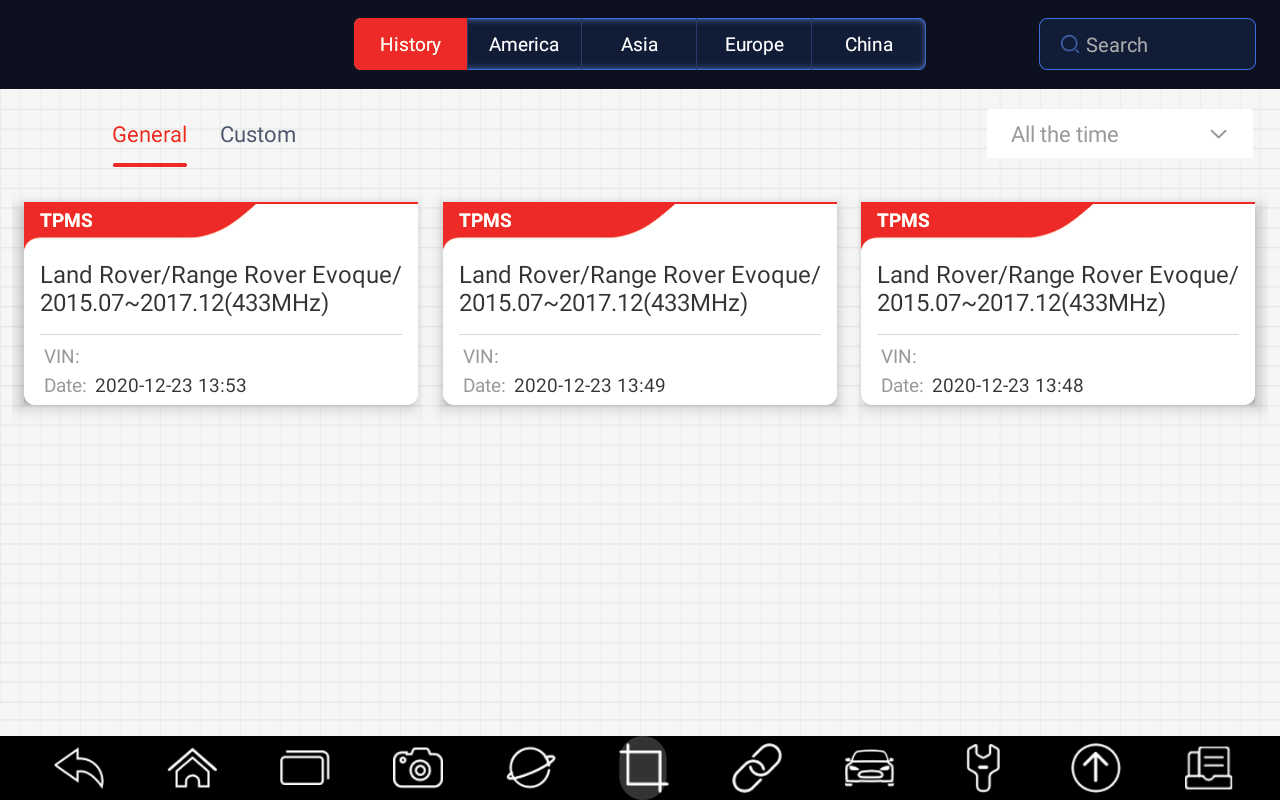 History
America
Asia
Europe
China
Search
General
Custom
All the time
TPMS
Land Rover/Range Rover Evoque/
2015.07~2017.12(433MHz)
VIN:
Date: 2020-12-23 13:53
TPMS
Land Rover/Range Rover Evoque/
2015.07~2017.12(433MHz)
VIN:
Date: 2020-12-23 13:49
TPMS
Land Rover/Range Rover Evoque/
2015.07~2017.12(433MHz)
VIN:
Date: 2020-12-23 13:48